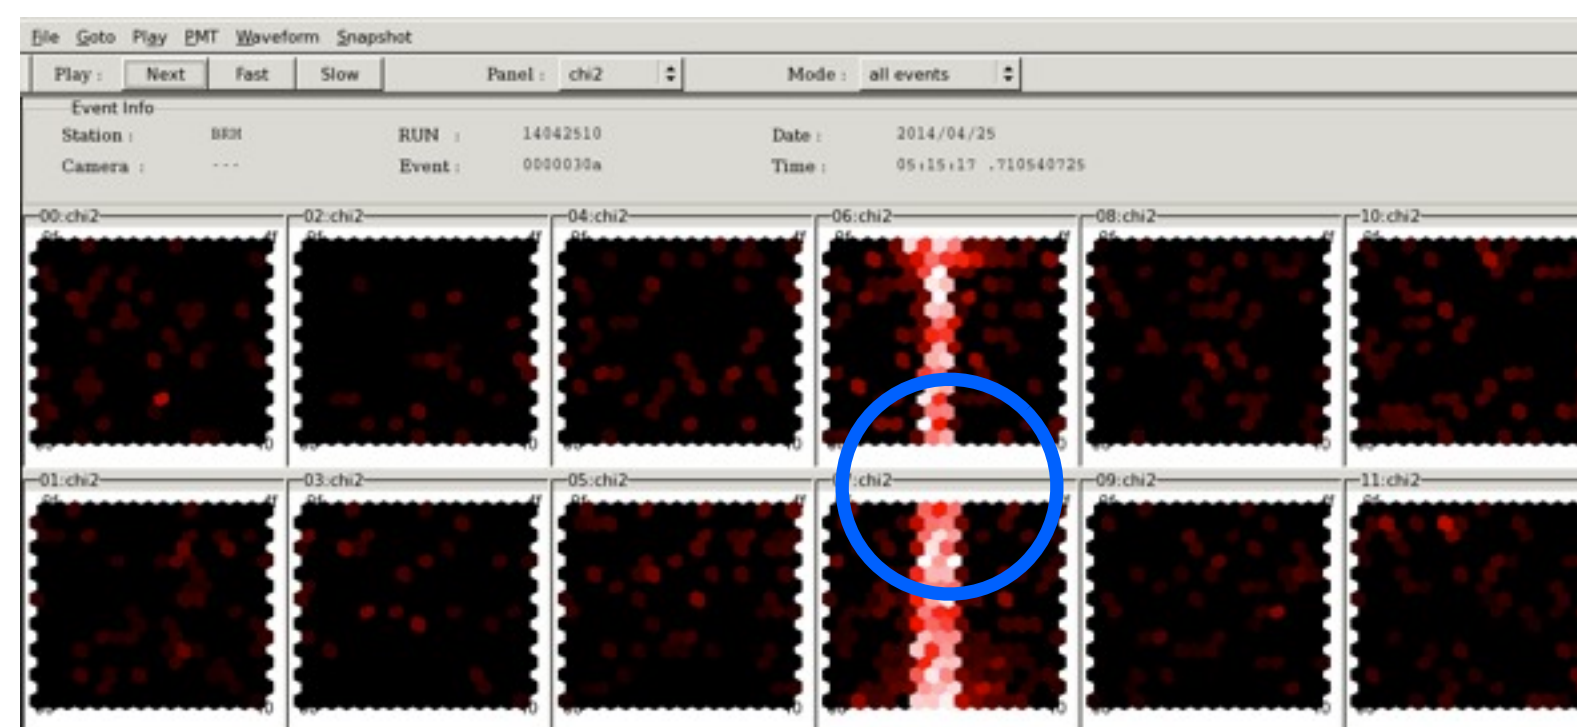 File Goto Play PMT Waveform Snapshot
Play : Next Fast Slow Panel : chi2 Mode : all events
Event Info
Station : BRM RUN : 14042510 Date : 2014/04/25
Camera : --- Event : 0000030a Time : 05:15:17 .710540725
00:chi2 02:chi2 04:chi2 06:chi2 08:chi2 10:chi2
01:chi2 03:chi2 05:chi2 :chi2 09:chi2 11:chi2